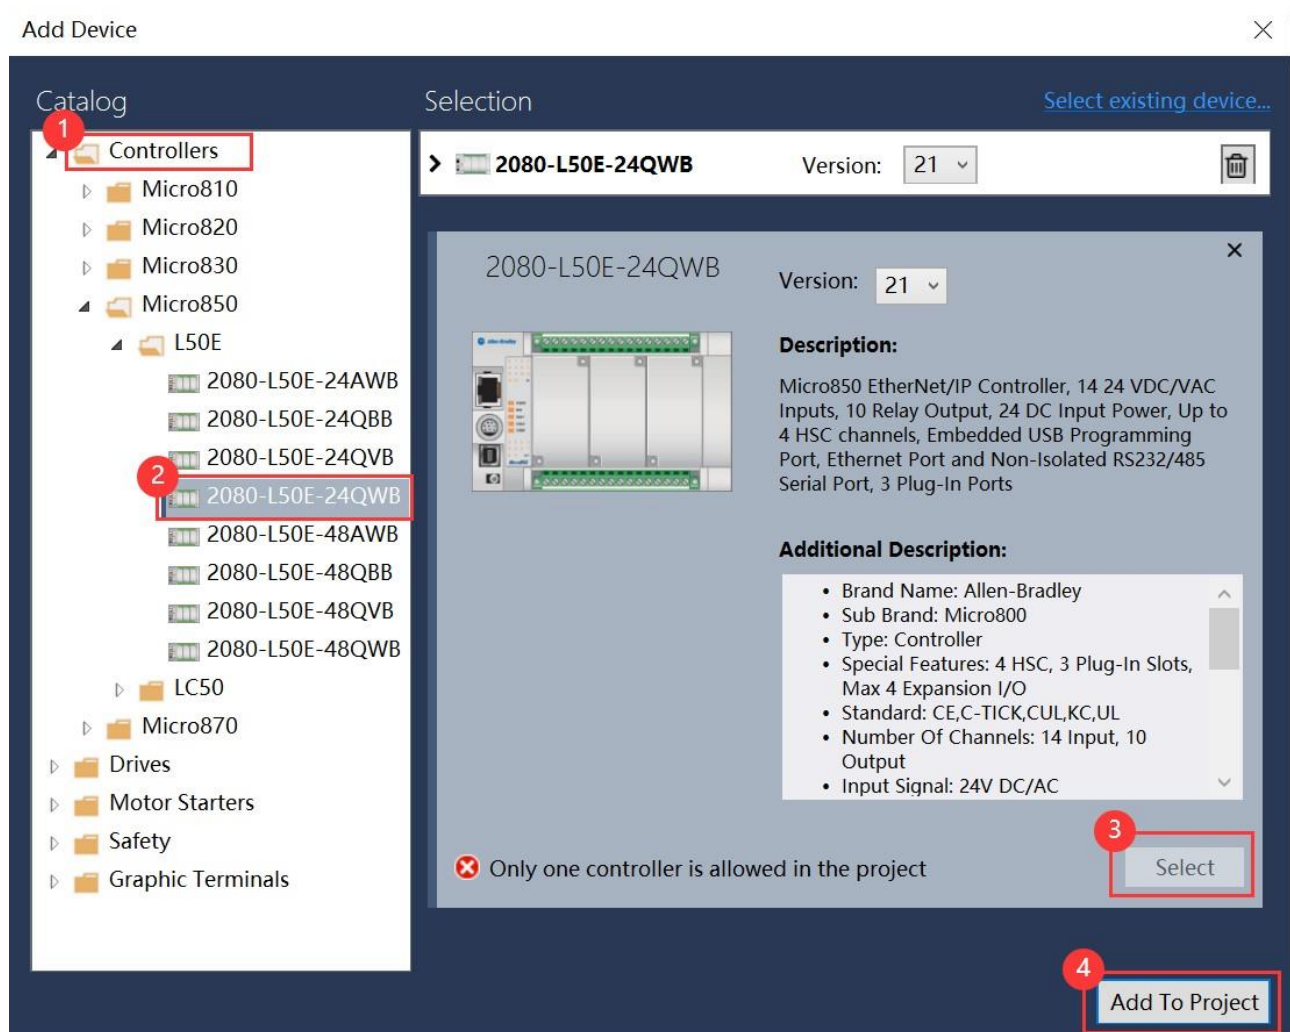 Add Device
Catalog
Selection
Select existing device...
1
Controllers
Micro810
Micro820
Micro830
Micro850
L50E
2080-L50E-24AWB
2080-L50E-24QBB
2080-L50E-24QVB
2
2080-L50E-24QWB
2080-L50E-48AWB
2080-L50E-48QBB
2080-L50E-48QVB
2080-L50E-48QWB
LC50
Micro870
Drives
Motor Starters
Safety
Graphic Terminals
2080-L50E-24QWB Version: 21
2080-L50E-24QWB
Version: 21
Description:
Micro850 EtherNet/IP Controller, 14 24 VDC/VAC
Inputs, 10 Relay Output, 24 DC Input Power, Up to
4 HSC channels, Embedded USB Programming
Port, Ethernet Port and Non-Isolated RS232/485
Serial Port, 3 Plug-In Ports
Additional Description:
• Brand Name: Allen-Bradley
• Sub Brand: Micro800
• Type: Controller
• Special Features: 4 HSC, 3 Plug-In Slots,
Max 4 Expansion I/O
• Standard: CE,C-TICK,CUL,KC,UL
• Number Of Channels: 14 Input, 10
Output
• Input Signal: 24V DC/AC
Only one controller is allowed in the project
3
Select
4
Add To Project